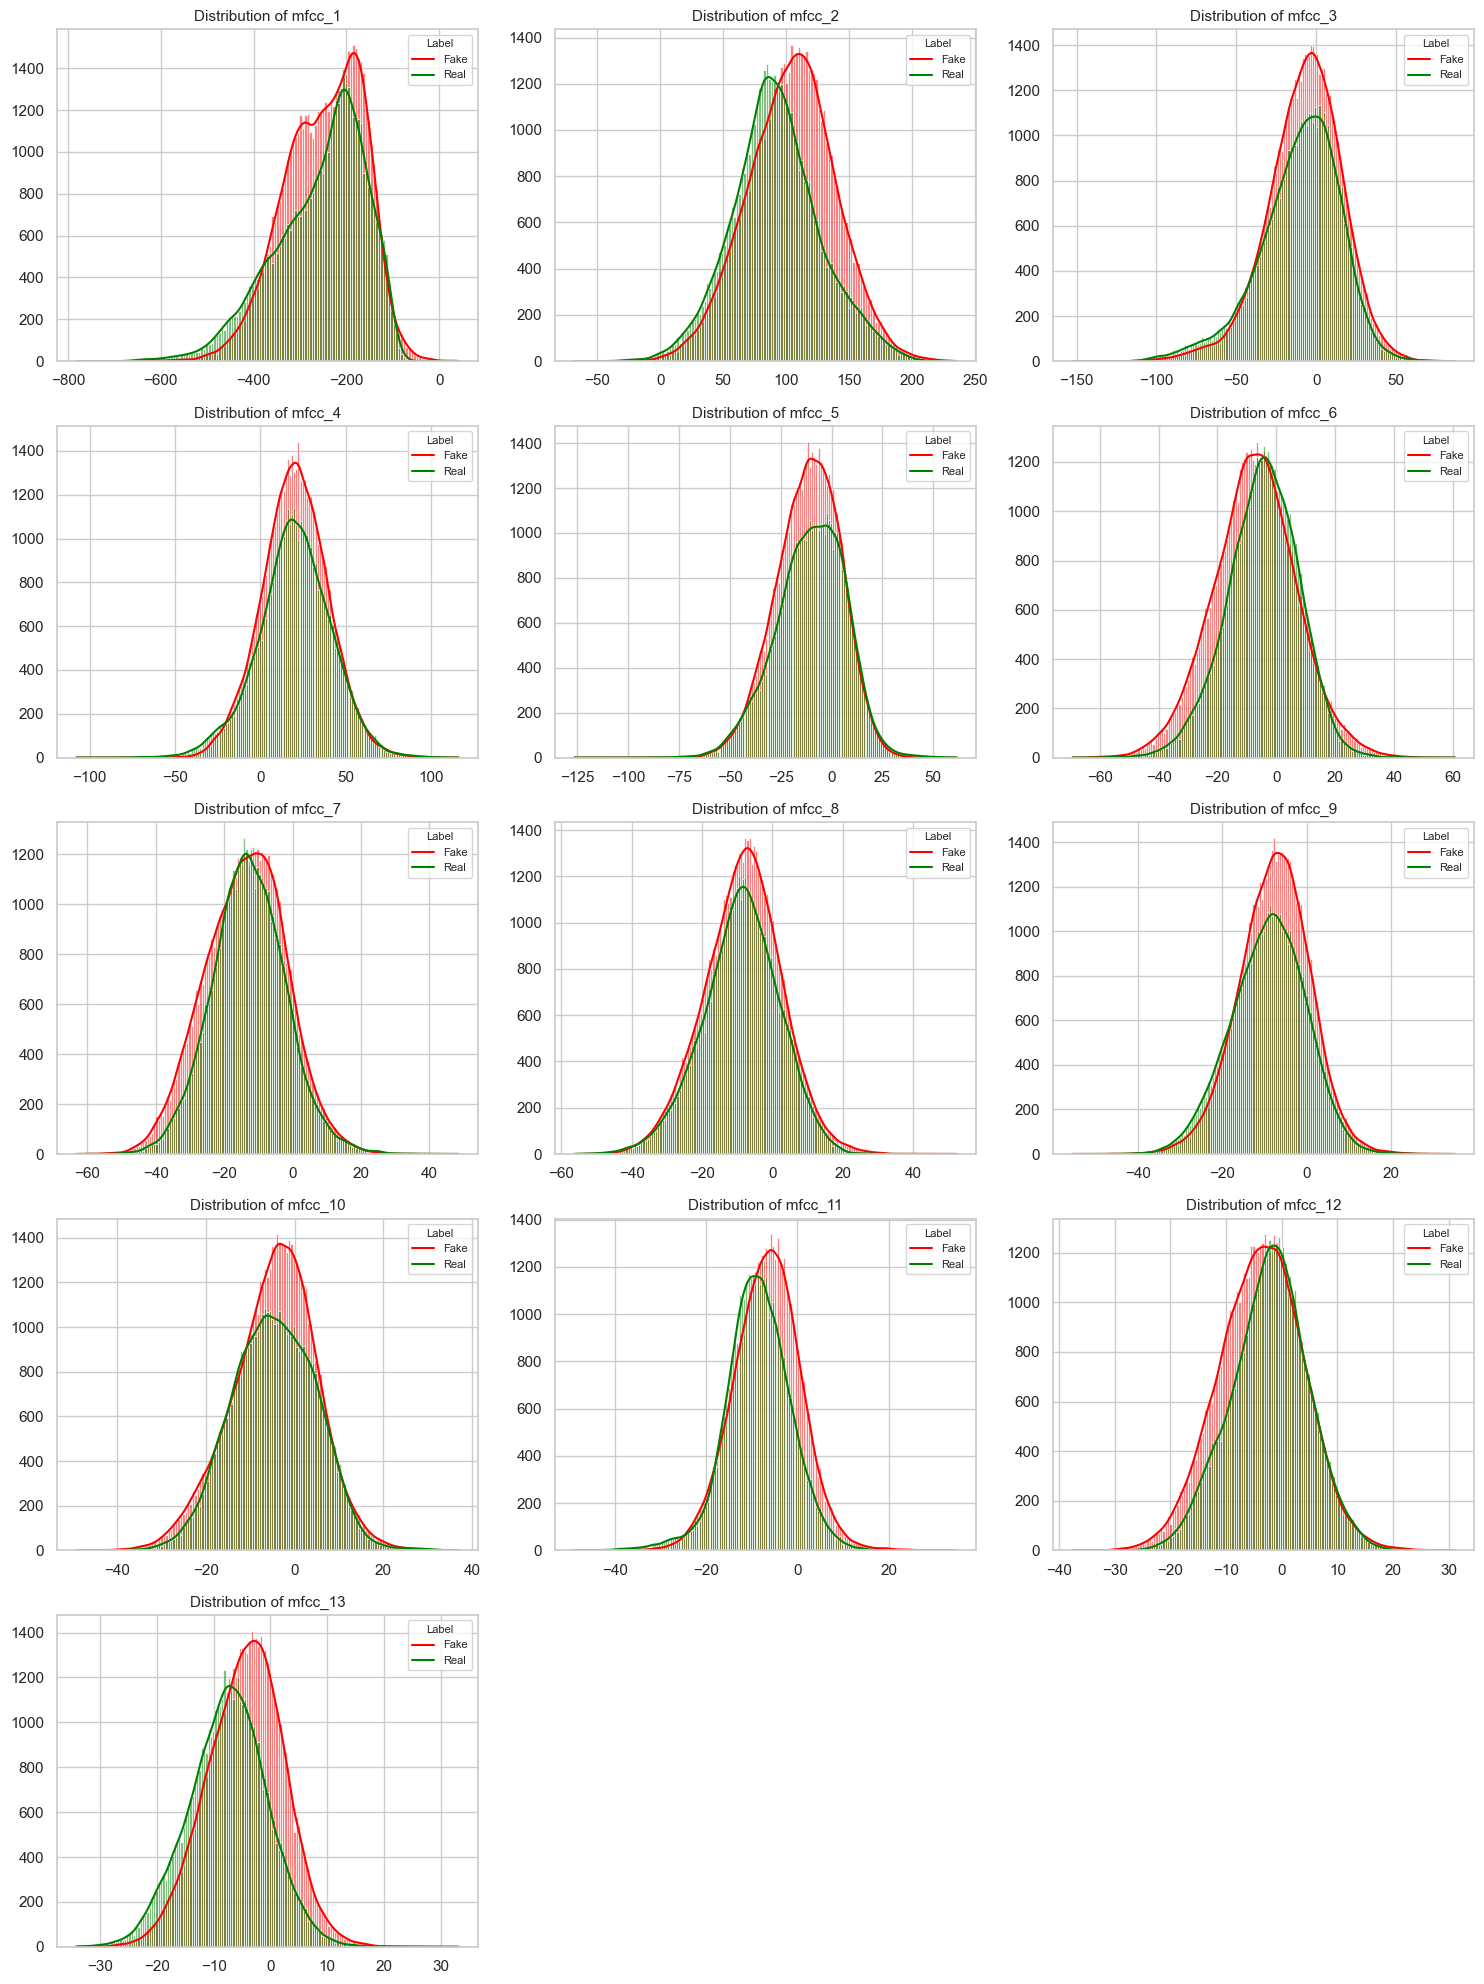 Distribution of mfcc_1
Label
Fake
Real
1400
1200
1000
800
600
400
200
0
−800 −600 −400 −200 0
Distribution of mfcc_2
Label
Fake
Real
1400
1200
1000
800
600
400
200
0
−50 0 50 100 150 200 250
Distribution of mfcc_3
Label
Fake
Real
1400
1200
1000
800
600
400
200
0
−150 −100 −50 0 50
Distribution of mfcc_4
Label
Fake
Real
1400
1200
1000
800
600
400
200
0
−100 −50 0 50 100
Distribution of mfcc_5
Label
Fake
Real
1400
1200
1000
800
600
400
200
0
−125 −100 −75 −50 −25 0 25 50
Distribution of mfcc_6
Label
Fake
Real
1200
1000
800
600
400
200
0
−60 −40 −20 0 20 40 60
Distribution of mfcc_7
Label
Fake
Real
1200
1000
800
600
400
200
0
−60 −40 −20 0 20 40
Distribution of mfcc_8
Label
Fake
Real
1400
1200
1000
800
600
400
200
0
−60 −40 −20 0 20 40
Distribution of mfcc_9
Label
Fake
Real
1400
1200
1000
800
600
400
200
0
−40 −20 0 20
Distribution of mfcc_10
Label
Fake
Real
1400
1200
1000
800
600
400
200
0
−40 −20 0 20 40
Distribution of mfcc_11
Label
Fake
Real
1400
1200
1000
800
600
400
200
0
−40 −20 0 20
Distribution of mfcc_12
Label
Fake
Real
1200
1000
800
600
400
200
0
−40 −30 −20 −10 0 10 20 30
Distribution of mfcc_13
Label
Fake
Real
1400
1200
1000
800
600
400
200
0
−30 −20 −10 0 10 20 30